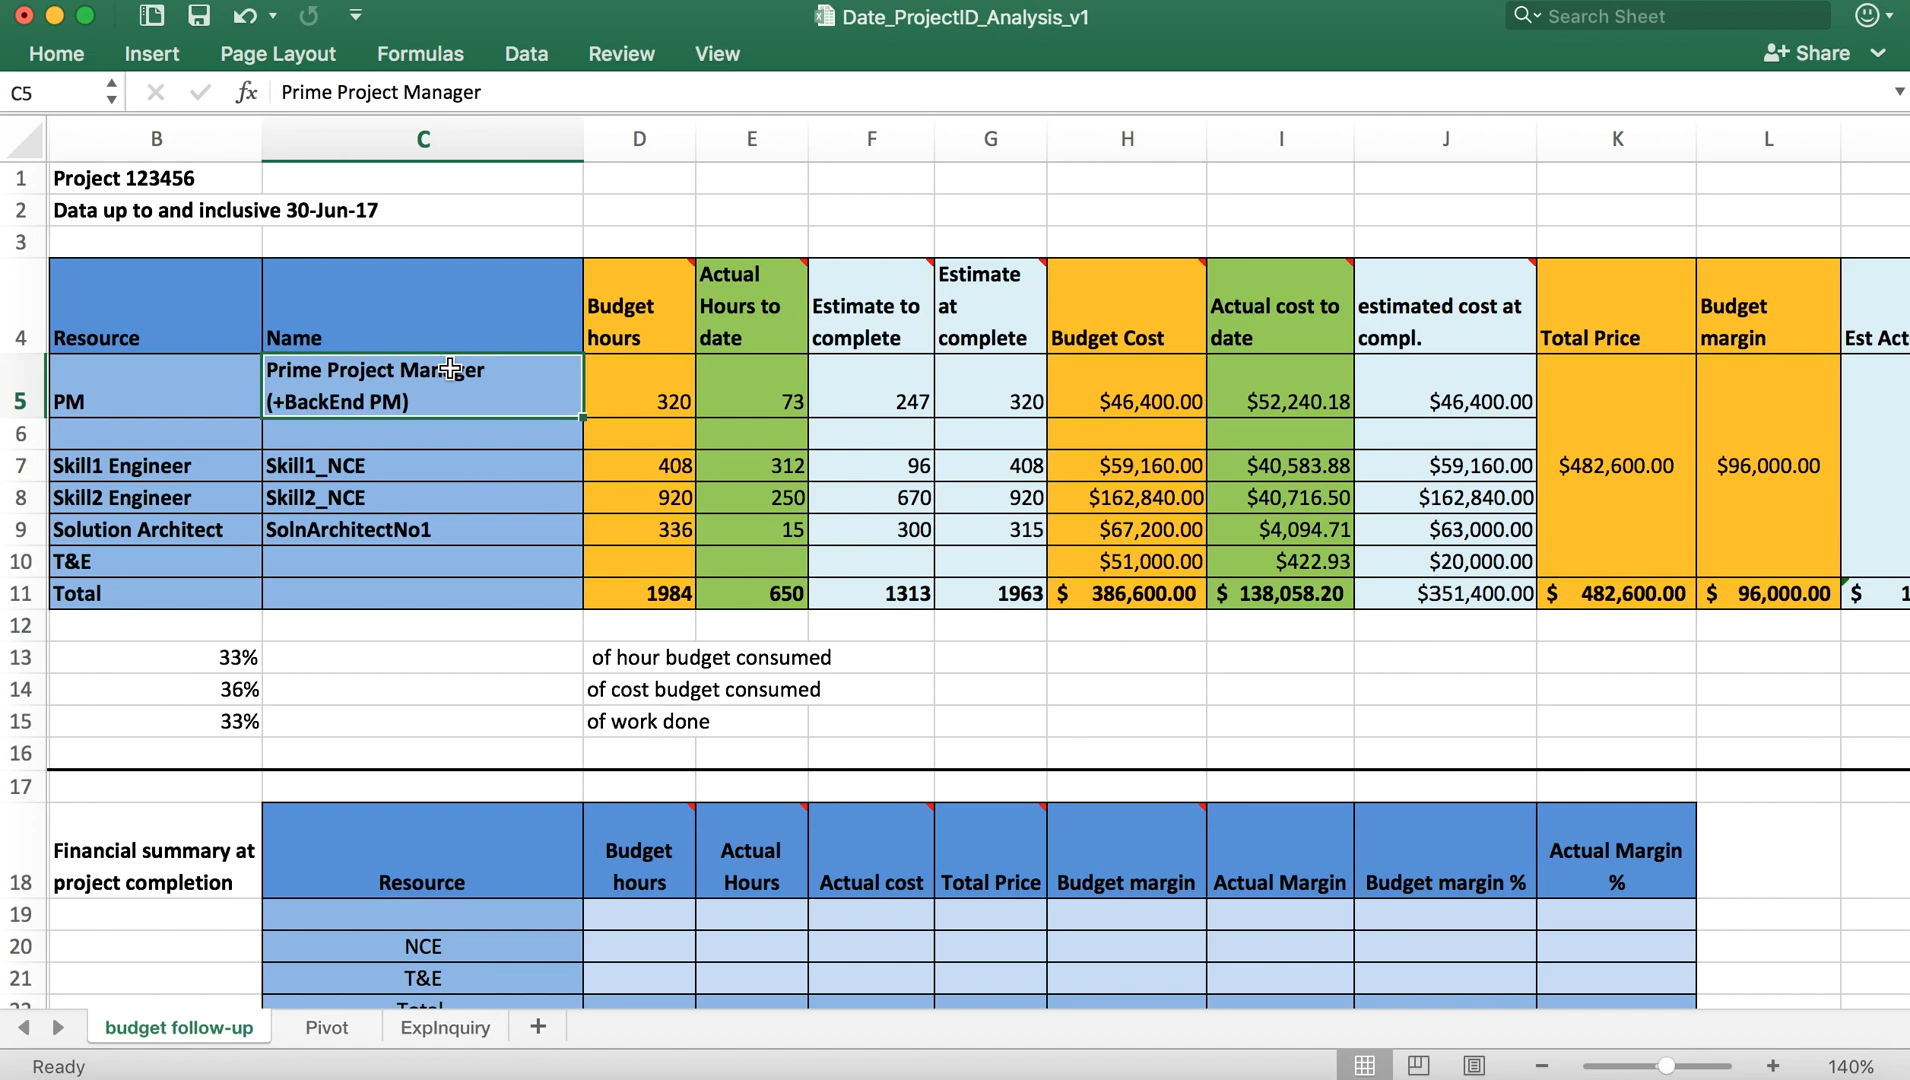 Date_ProjectID_Analysis_v1
Search Sheet
Home Insert Page Layout Formulas Data Review View
Share
C5 fx Prime Project Manager
B C D E F G H I J K L
1 Project 123456
2 Data up to and inclusive 30-Jun-17
3
4 Resource Name Budget hours Actual Hours to date Estimate to complete Estimate at complete Budget Cost Actual cost to date estimated cost at compl. Total Price Budget margin Est Act
5 PM Prime Project Manager (+BackEnd PM) 320 73 247 320 $46,400.00 $52,240.18 $46,400.00
6
7 Skill1 Engineer Skill1_NCE 408 312 96 408 $59,160.00 $40,583.88 $59,160.00 $482,600.00 $96,000.00
8 Skill2 Engineer Skill2_NCE 920 250 670 920 $162,840.00 $40,716.50 $162,840.00
9 Solution Architect SolnArchitectNo1 336 15 300 315 $67,200.00 $4,094.71 $63,000.00
10 T&E $51,000.00 $422.93 $20,000.00
11 Total 1984 650 1313 1963 $ 386,600.00 $ 138,058.20 $351,400.00 $ 482,600.00 $ 96,000.00 $ 1
12
13 33% of hour budget consumed
14 36% of cost budget consumed
15 33% of work done
16
17
18 Financial summary at project completion Resource Budget hours Actual Hours Actual cost Total Price Budget margin Actual Margin Budget margin % Actual Margin %
19
20 NCE
21 T&E
22 Total
budget follow-up Pivot ExpInquiry +
Ready 140%